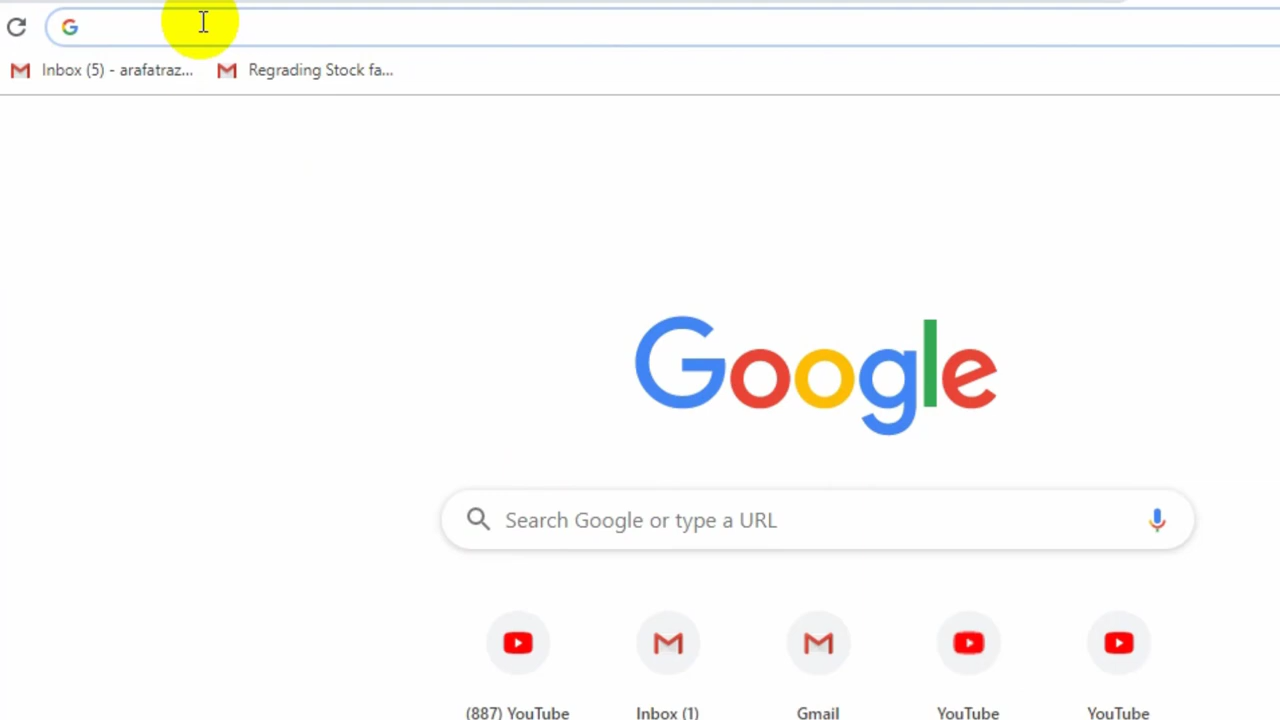 Inbox (5) - arafatraz...
Regrading Stock fa...
Google
Search Google or type a URL
(887) YouTube
Inbox (1)
Gmail
YouTube
YouTube